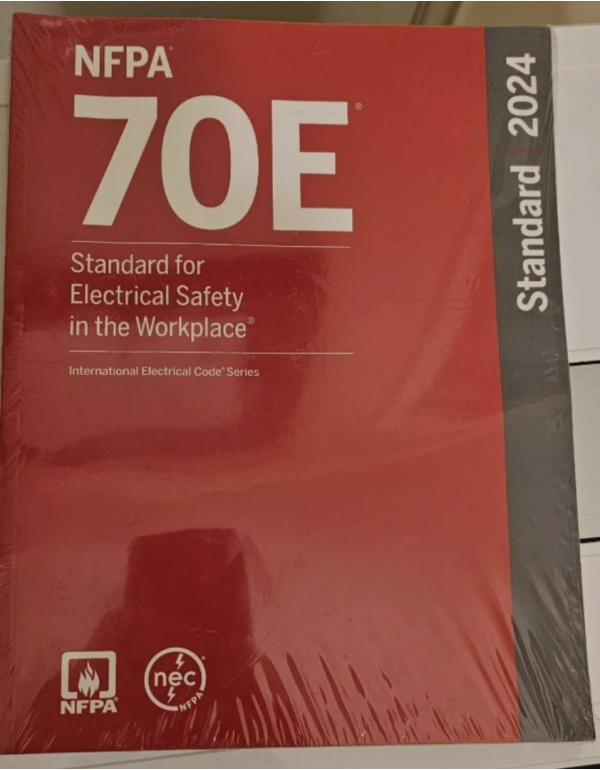 NFPA®
70E®
Standard for
Electrical Safety
in the Workplace®
International Electrical Code® Series
Standard | 2024
NFPA®
nec®
NFPA